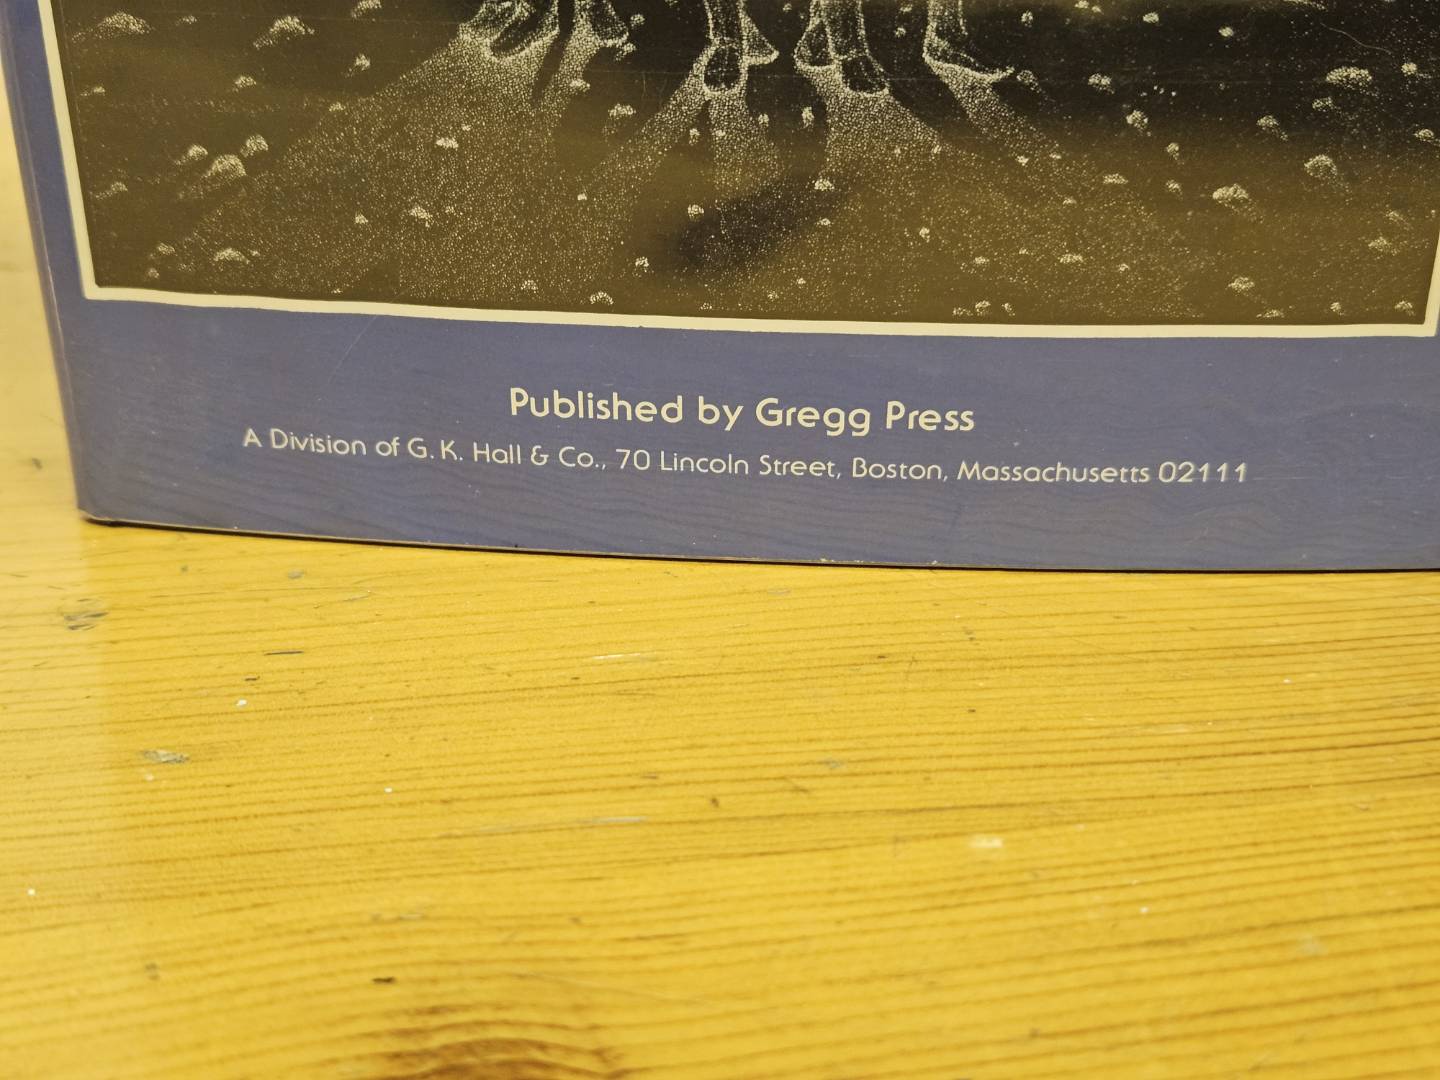 Published by Gregg Press
A Division of G. K. Hall & Co., 70 Lincoln Street, Boston, Massachusetts 02111